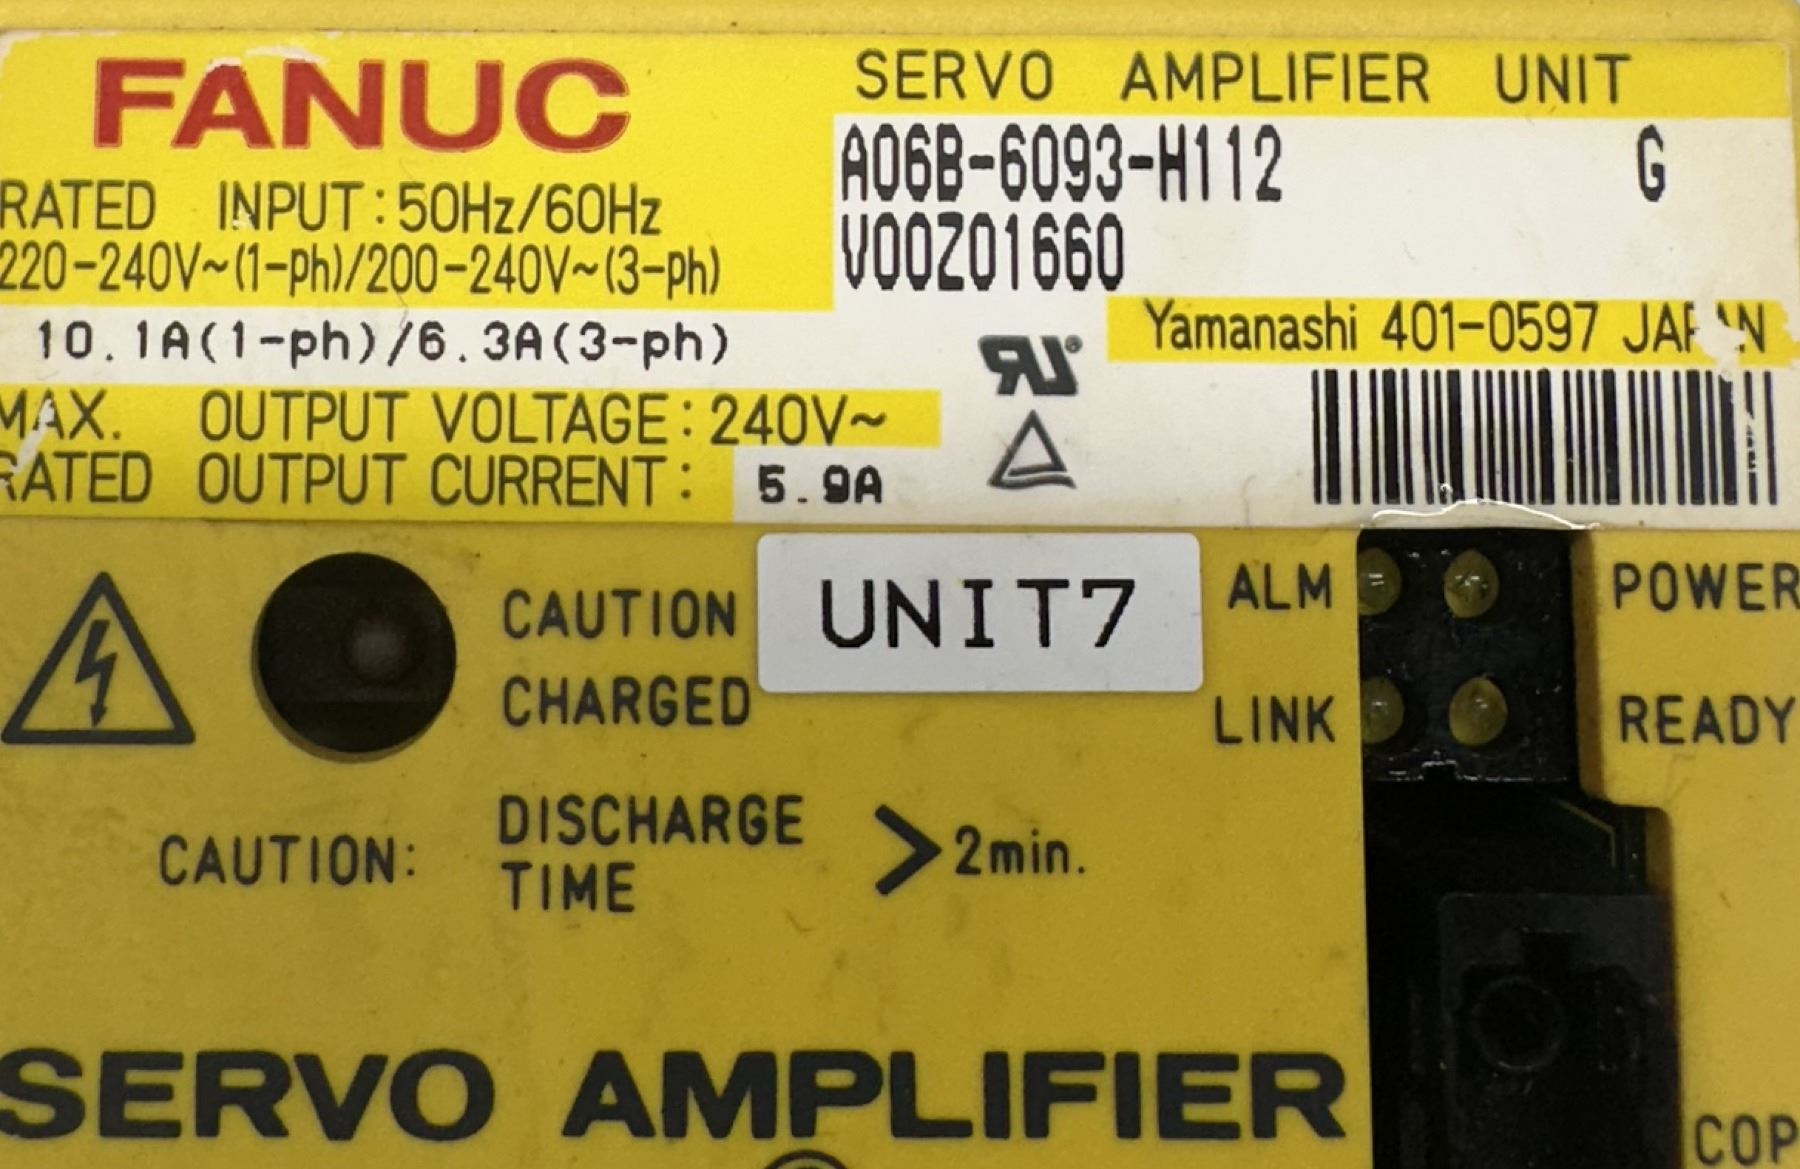 FANUC
SERVO AMPLIFIER UNIT
A06B-6093-H112 G
V00Z01660
RATED INPUT:50Hz/60Hz
220-240V~(1-ph)/200-240V~(3-ph)
10.1A(1-ph)/6.3A(3-ph)
Yamanashi 401-0597 JAPAN
MAX. OUTPUT VOLTAGE:240V~
RATED OUTPUT CURRENT: 5.9A
UNIT7
CAUTION
CHARGED
ALM
POWER
LINK
READY
CAUTION: DISCHARGE
TIME > 2min.
SERVO AMPLIFIER
COP